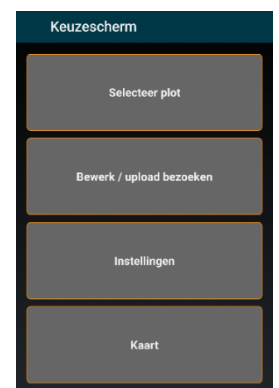 Keuzescherm
Selecteer plot
Bewerk / upload bezoeken
Instellingen
Kaart